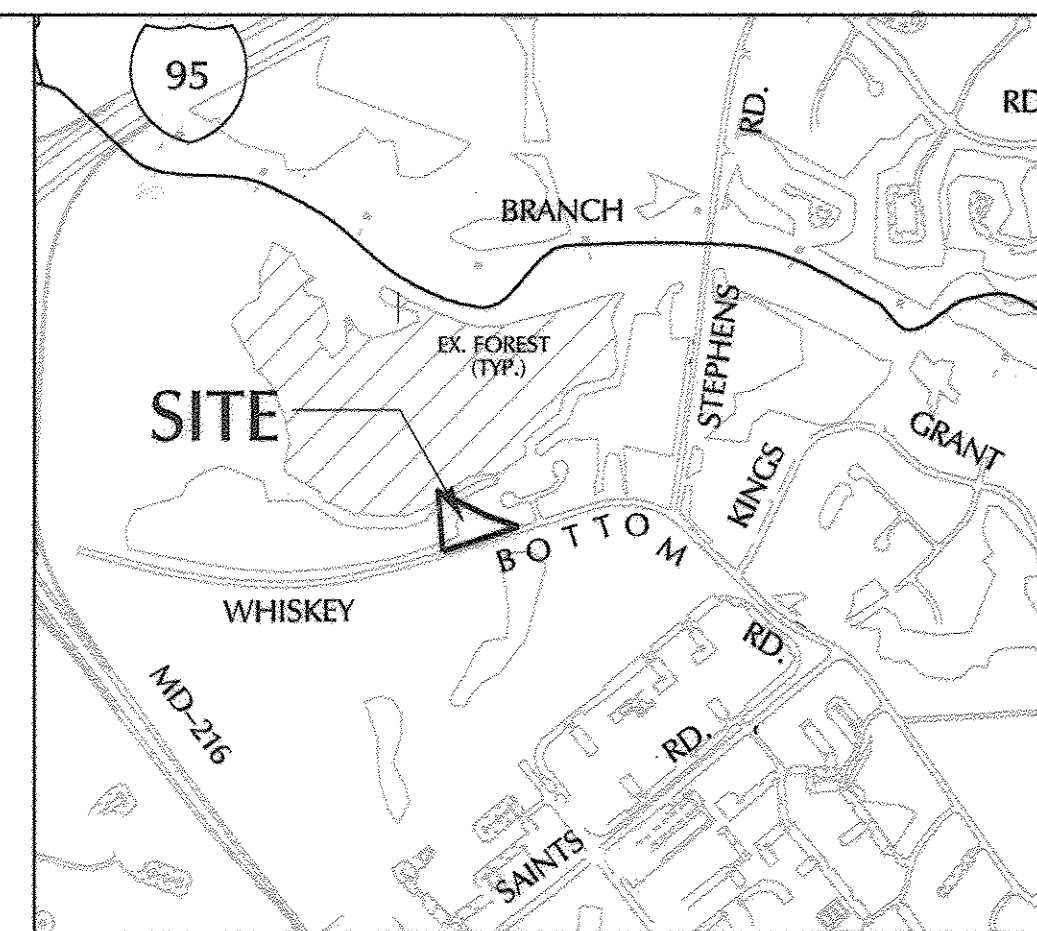 95
RD.
RD
BRANCH
STEPHENS
EX. FOREST
(TYP.)
SITE
GRANT
KINGS
BOTTOM
WHISKEY
RD.
MD-216
RD.
SAINTS